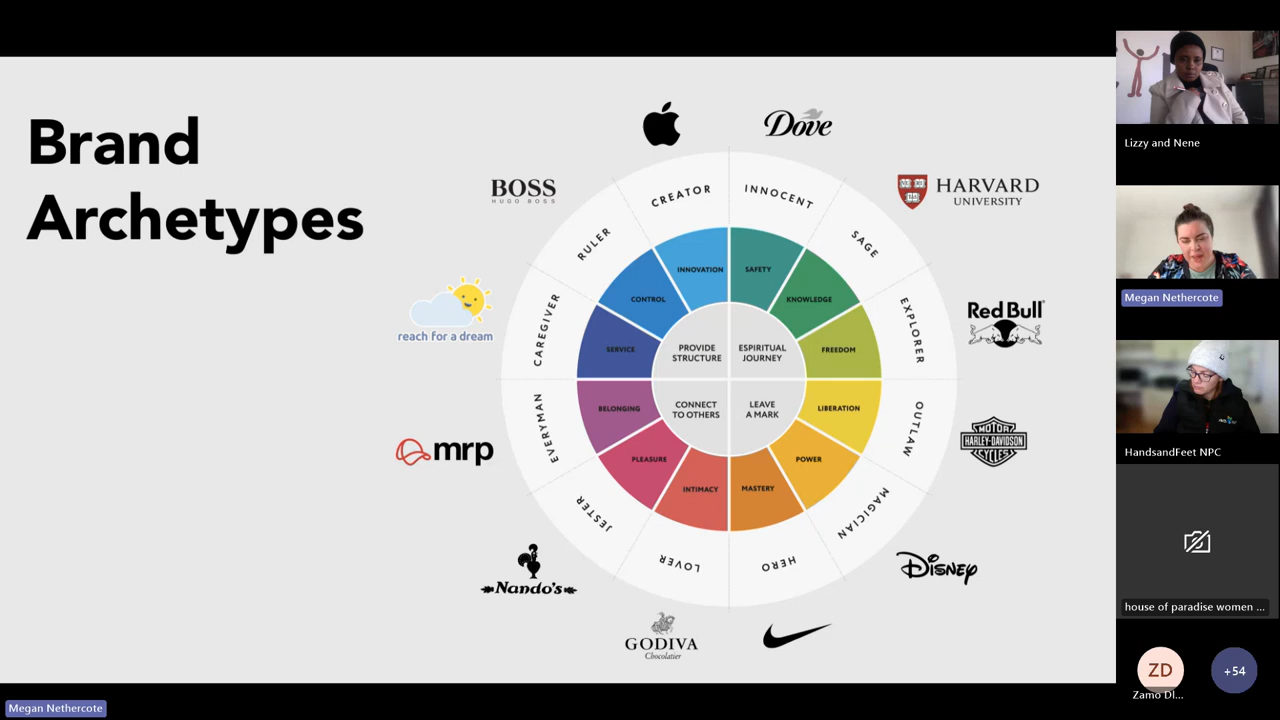 Brand
Archetypes
Dove
BOSS
HUGO BOSS
HARVARD
UNIVERSITY
reach for a dream
Red Bull
mrp
MOTOR
HARLEY-DAVIDSON
CYCLES
Nando's
Disney
GODIVA
Chocolatier
CREATOR
INNOCENT
RULER
SAGE
CAREGIVER
EXPLORER
EVERYMAN
OUTLAW
JESTER
MAGICIAN
LOVER
HERO
INNOVATION
SAFETY
CONTROL
KNOWLEDGE
SERVICE
FREEDOM
BELONGING
LIBERATION
PLEASURE
POWER
INTIMACY
MASTERY
PROVIDE
STRUCTURE
ESPIRITUAL
JOURNEY
CONNECT
TO OTHERS
LEAVE
A MARK
Lizzy and Nene
Megan Nethercote
HandsandFeet NPC
house of paradise women ...
ZD
+54
Zamo Dl...
Megan Nethercote